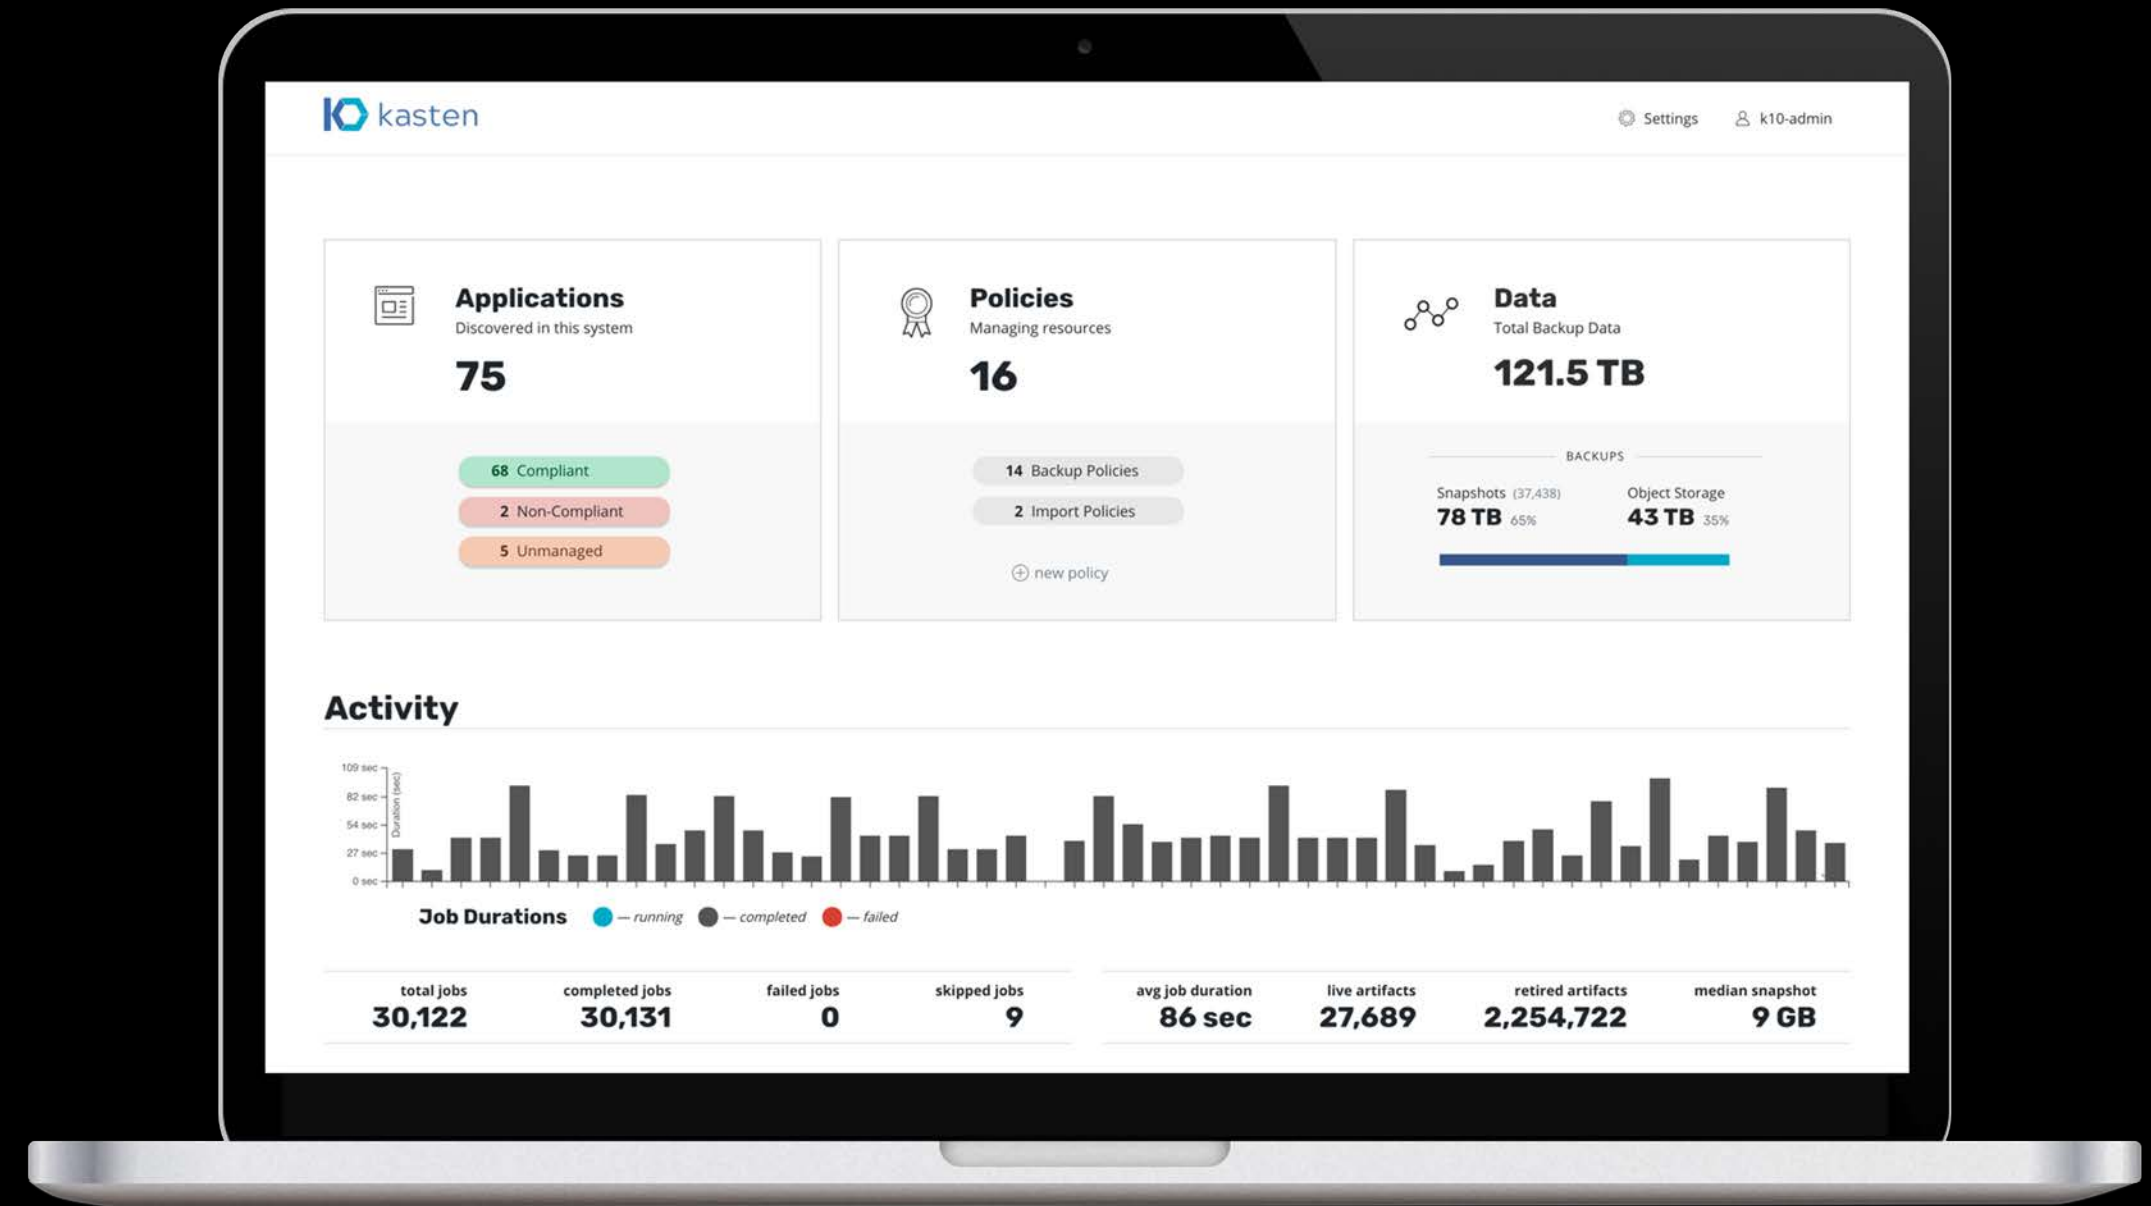 kasten
Settings
k10-admin
Applications
Discovered in this system
75
68 Compliant
2 Non-Compliant
5 Unmanaged
Policies
Managing resources
16
14 Backup Policies
2 Import Policies
new policy
Data
Total Backup Data
121.5 TB
BACKUPS
Snapshots (37,438)
78 TB 65%
Object Storage
43 TB 35%
Activity
109 sec
82 sec
54 sec
27 sec
0 sec
Duration (sec)
Job Durations — running — completed — failed
total jobs
30,122
completed jobs
30,131
failed jobs
0
skipped jobs
9
avg job duration
86 sec
live artifacts
27,689
retired artifacts
2,254,722
median snapshot
9 GB